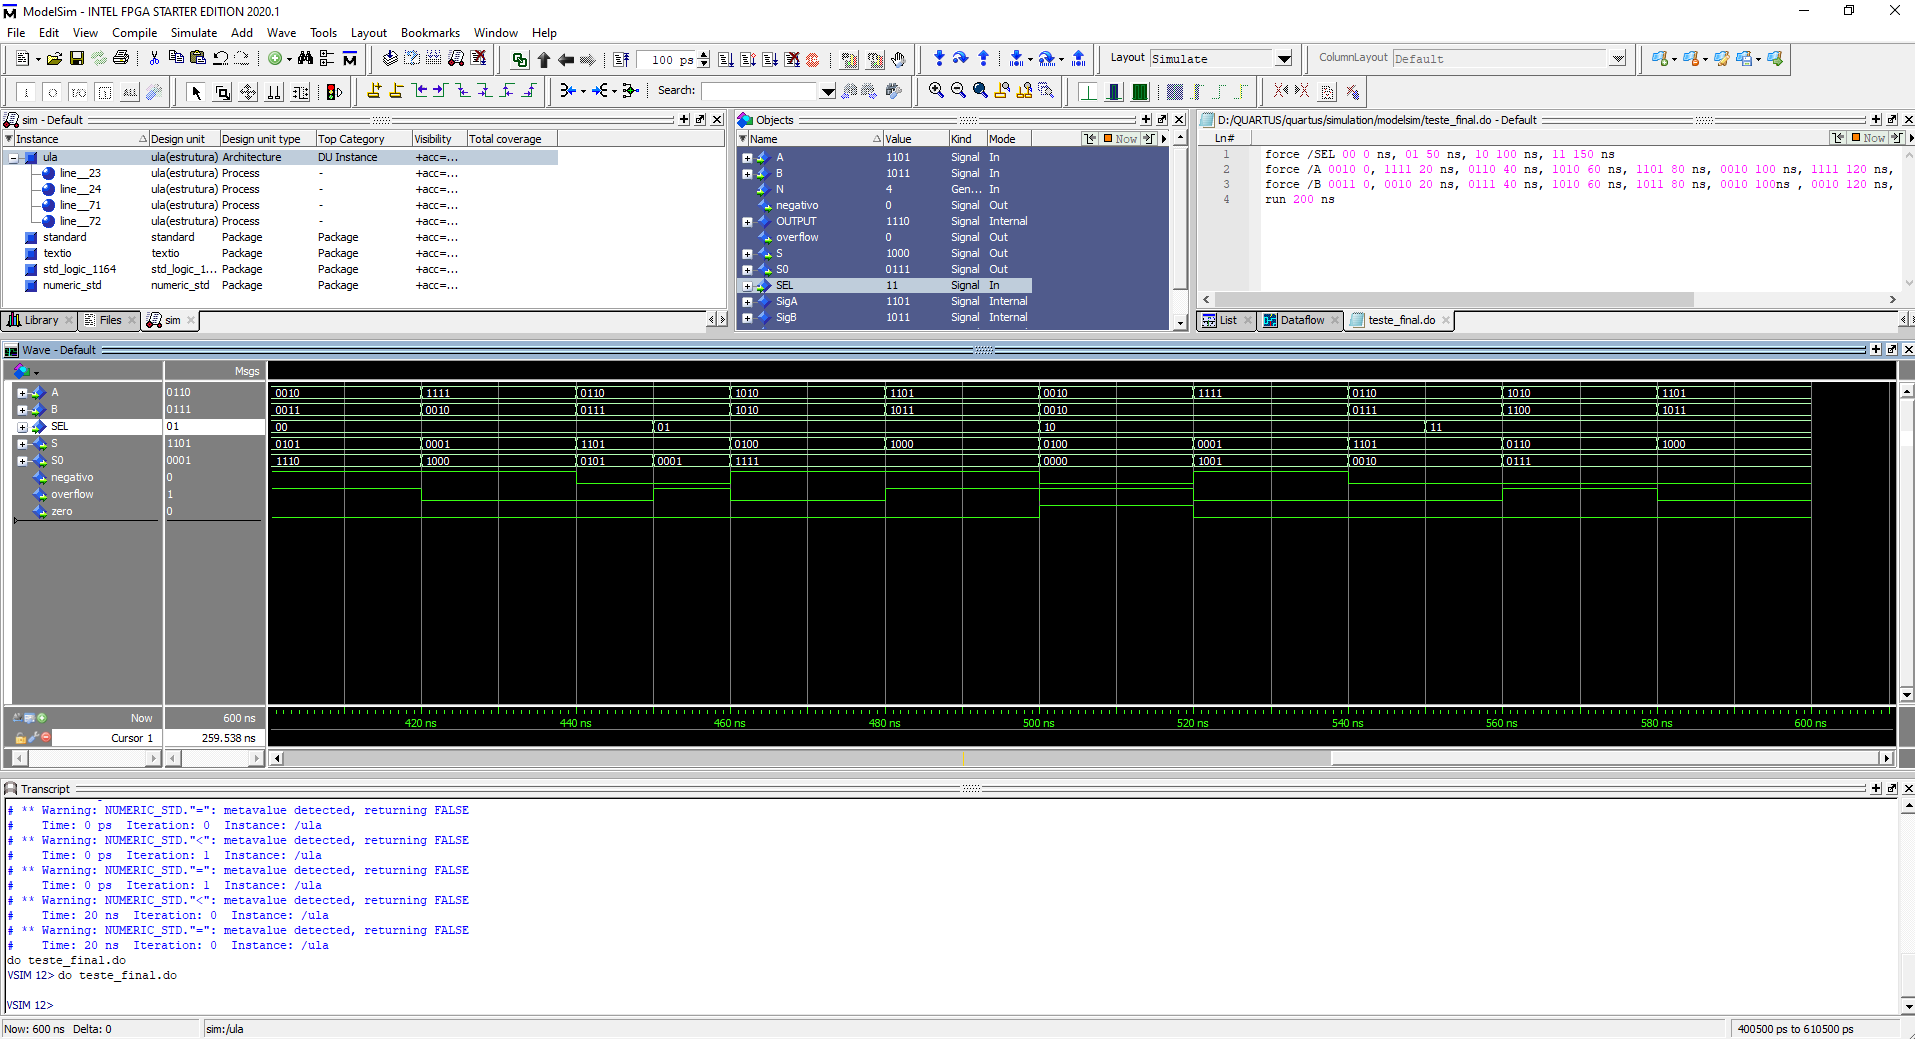 ModelSim - INTEL FPGA STARTER EDITION 2020.1
File Edit View Compile Simulate Add Wave Tools Layout Bookmarks Window Help
100 ps
Layout Simulate
ColumnLayout Default
Search:
sim - Default
Instance Design unit Design unit type Top Category Visibility Total coverage
ula ula(estrutura) Architecture DU Instance +acc=...
line__23 ula(estrutura) Process - +acc=...
line__24 ula(estrutura) Process - +acc=...
line__71 ula(estrutura) Process - +acc=...
line__72 ula(estrutura) Process - +acc=...
standard standard Package Package +acc=...
textio textio Package Package +acc=...
std_logic_1164 std_logic_1... Package Package +acc=...
numeric_std numeric_std Package Package +acc=...
Library Files sim
Objects
Name Value Kind Mode Now
A 1101 Signal In
B 1011 Signal In
N 4 Gen... In
negativo 0 Signal Out
OUTPUT 1110 Signal Internal
overflow 0 Signal Out
S 1000 Signal Out
S0 0111 Signal Out
SEL 11 Signal In
SigA 1101 Signal Internal
SigB 1011 Signal Internal
D:/QUARTUS/quartus/simulation/modelsim/teste_final.do - Default
Ln# Now
1 force /SEL 00 0 ns, 01 50 ns, 10 100 ns, 11 150 ns
2 force /A 0010 0, 1111 20 ns, 0110 40 ns, 1010 60 ns, 1101 80 ns, 0010 100 ns, 1111 120 ns,
3 force /B 0011 0, 0010 20 ns, 0111 40 ns, 1010 60 ns, 1011 80 ns, 0010 100ns , 0010 120 ns,
4 run 200 ns
List Dataflow teste_final.do
Wave - Default
Msgs
A 0110 0010 1111 0110 1010 1101 0010 1111 0110 1010 1101
B 0111 0011 0010 0111 1010 1011 0010 0111 1100 1011
SEL 01 00 01 10 11
S 1101 0101 0001 1101 0100 1000 0100 0001 1101 0110 1000
S0 0001 1110 1000 0101 0001 1111 0000 1001 0010 0111
negativo 0
overflow 1
zero 0
Now 600 ns 420 ns 440 ns 460 ns 480 ns 500 ns 520 ns 540 ns 560 ns 580 ns 600 ns
Cursor 1 259.538 ns
Transcript
# ** Warning: NUMERIC_STD."=": metavalue detected, returning FALSE
# Time: 0 ps Iteration: 0 Instance: /ula
# ** Warning: NUMERIC_STD."<": metavalue detected, returning FALSE
# Time: 0 ps Iteration: 1 Instance: /ula
# ** Warning: NUMERIC_STD."=": metavalue detected, returning FALSE
# Time: 0 ps Iteration: 1 Instance: /ula
# ** Warning: NUMERIC_STD."<": metavalue detected, returning FALSE
# Time: 20 ns Iteration: 0 Instance: /ula
# ** Warning: NUMERIC_STD."=": metavalue detected, returning FALSE
# Time: 20 ns Iteration: 0 Instance: /ula
do teste_final.do
VSIM 12> do teste_final.do
VSIM 12>
Now: 600 ns Delta: 0 sim:/ula 400500 ps to 610500 ps